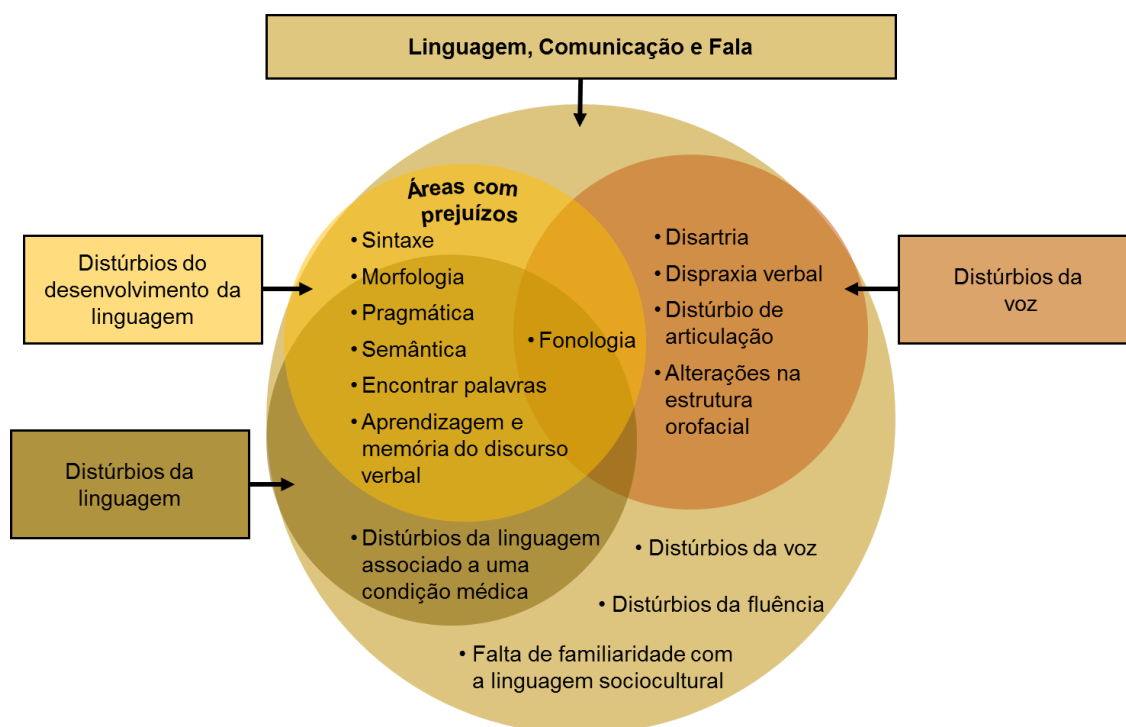 Linguagem, Comunicação e Fala
Áreas com
prejuízos
• Sintaxe
• Morfologia
• Pragmática
• Semântica
• Encontrar palavras
• Aprendizagem e
memória do discurso
verbal
• Fonologia
• Disartria
• Dispraxia verbal
• Distúrbio de
articulação
• Alterações na
estrutura
orofacial
Distúrbios do
desenvolvimento da
linguagem
Distúrbios da
voz
Distúrbios da
linguagem
• Distúrbios da linguagem
associado a uma
condição médica
• Distúrbios da voz
• Distúrbios da fluência
• Falta de familiaridade com
a linguagem sociocultural